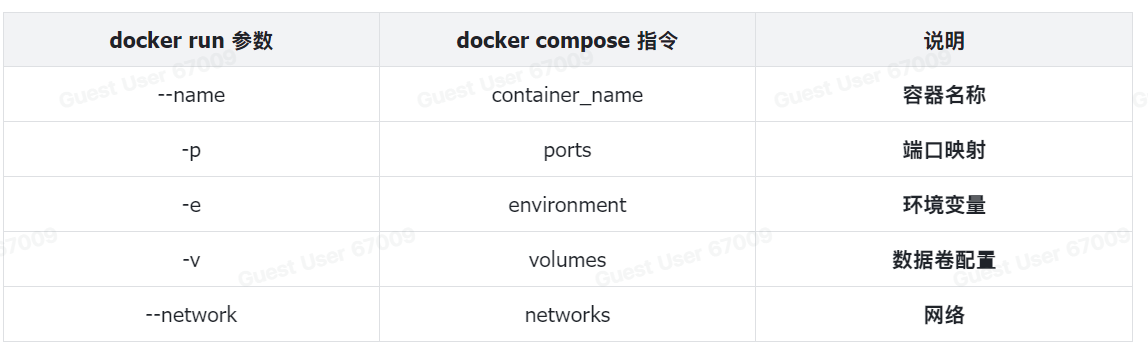 docker run 参数 docker compose 指令 说明
Guest User 67009 Guest User 67009 Guest User 67009
--name container_name 容器名称
-p ports 端口映射
-e environment 环境变量
67009 Guest User 67009 Guest User 67009 Guest User 67009
-v volumes 数据卷配置
--network networks 网络